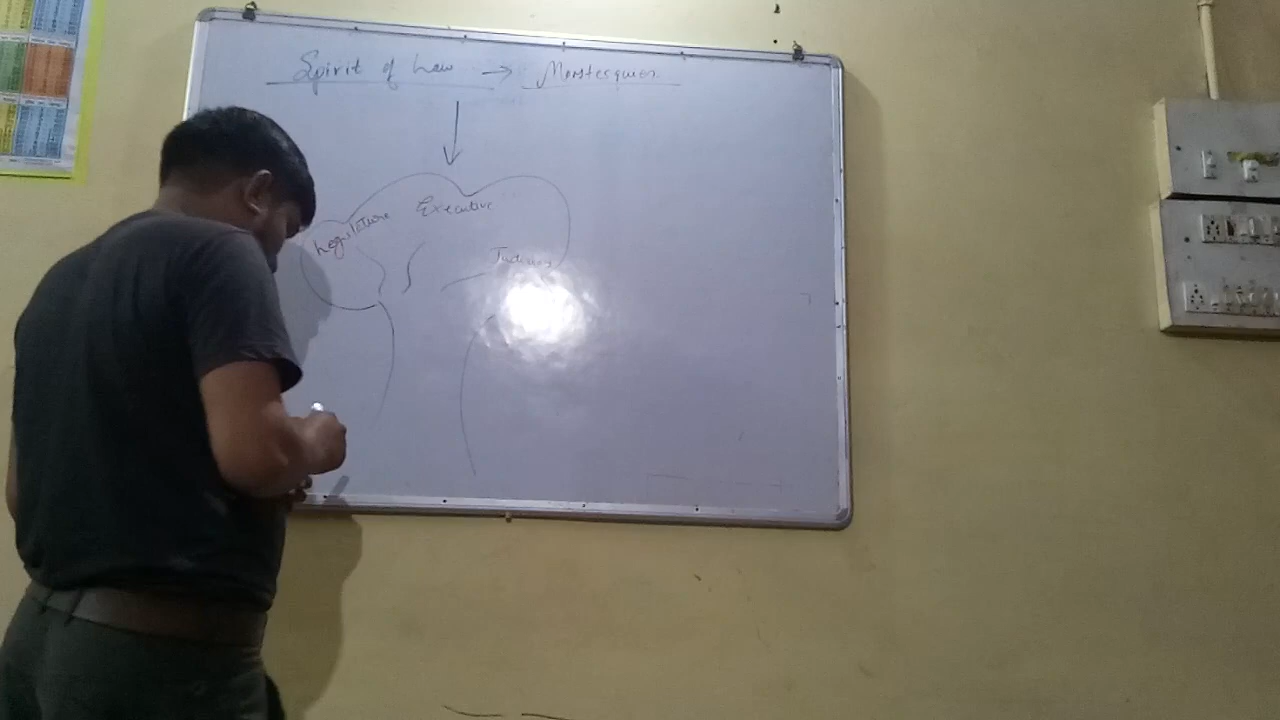 Spirit of Law → Montesquieu
Legislature
Executive
Judiciary